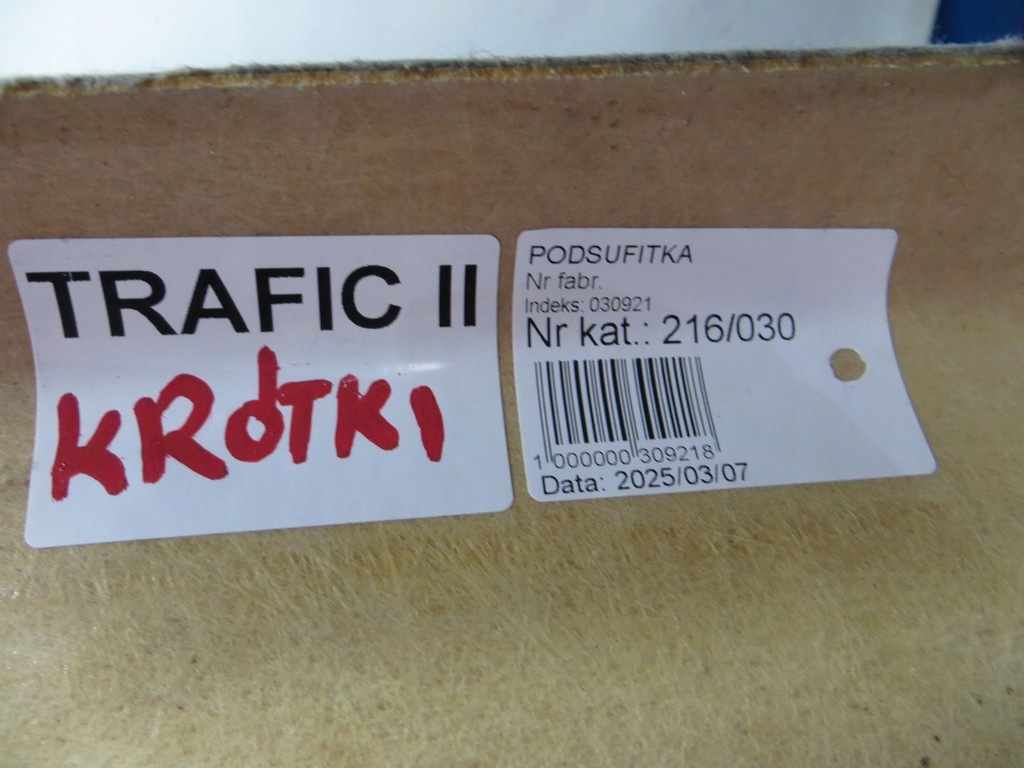 TRAFIC II
KRÓTKI
PODSUFITKA
Nr fabr.
Indeks: 030921
Nr kat.: 216/030
1 000000 309218
Data: 2025/03/07